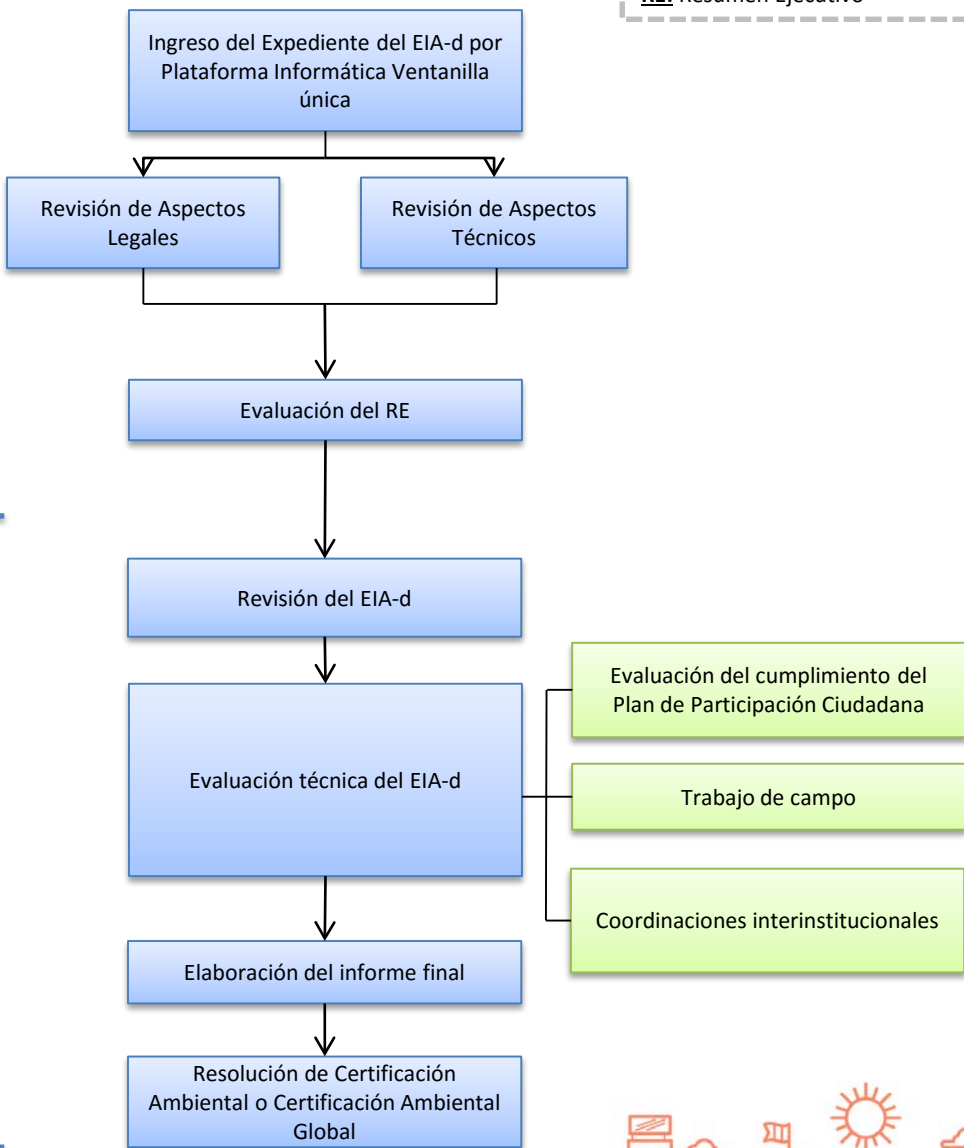 RE: Resumen Ejecutivo
Ingreso del Expediente del EIA-d por
Plataforma Informática Ventanilla
única
Revisión de Aspectos
Legales
Revisión de Aspectos
Técnicos
Evaluación del RE
Revisión del EIA-d
Evaluación técnica del EIA-d
Evaluación del cumplimiento del
Plan de Participación Ciudadana
Trabajo de campo
Coordinaciones interinstitucionales
Elaboración del informe final
Resolución de Certificación
Ambiental o Certificación Ambiental
Global